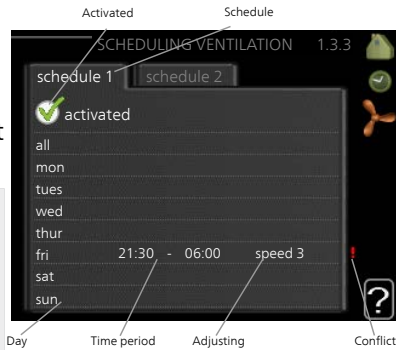 Activated Schedule
SCHEDULING VENTILATION 1.3.3
schedule 1 schedule 2
activated
all
mon
tues
wed
thur
fri 21:30 - 06:00 speed 3 !
sat
sun
?
Day Time period Adjusting Conflict